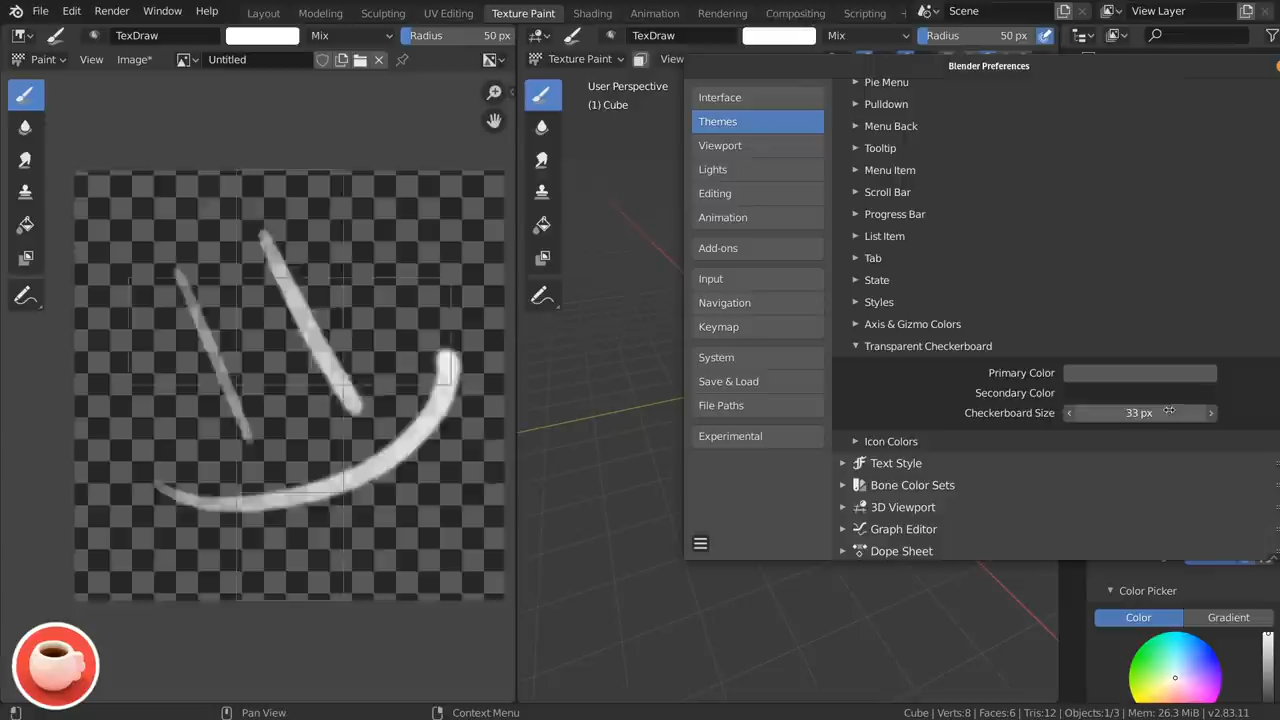 File Edit Render Window Help Layout Modeling Sculpting UV Editing Texture Paint Shading Animation Rendering Compositing Scripting + Scene View Layer
TexDraw Mix Radius 50 px TexDraw Mix Radius 50 px
Paint View Image* Untitled Texture Paint View
Blender Preferences
User Perspective
(1) Cube
Interface
Themes
Viewport
Lights
Editing
Animation
Add-ons
Input
Navigation
Keymap
System
Save & Load
File Paths
Experimental
Pie Menu
Pulldown
Menu Back
Tooltip
Menu Item
Scroll Bar
Progress Bar
List Item
Tab
State
Styles
Axis & Gizmo Colors
Transparent Checkerboard
Primary Color
Secondary Color
Checkerboard Size 33 px
Icon Colors
Text Style
Bone Color Sets
3D Viewport
Graph Editor
Dope Sheet
Color Picker
Color Gradient
Pan View Context Menu Cube | Verts:8 | Faces:6 | Tris:12 | Objects:1/3 | Mem: 26.3 MiB | v2.83.11